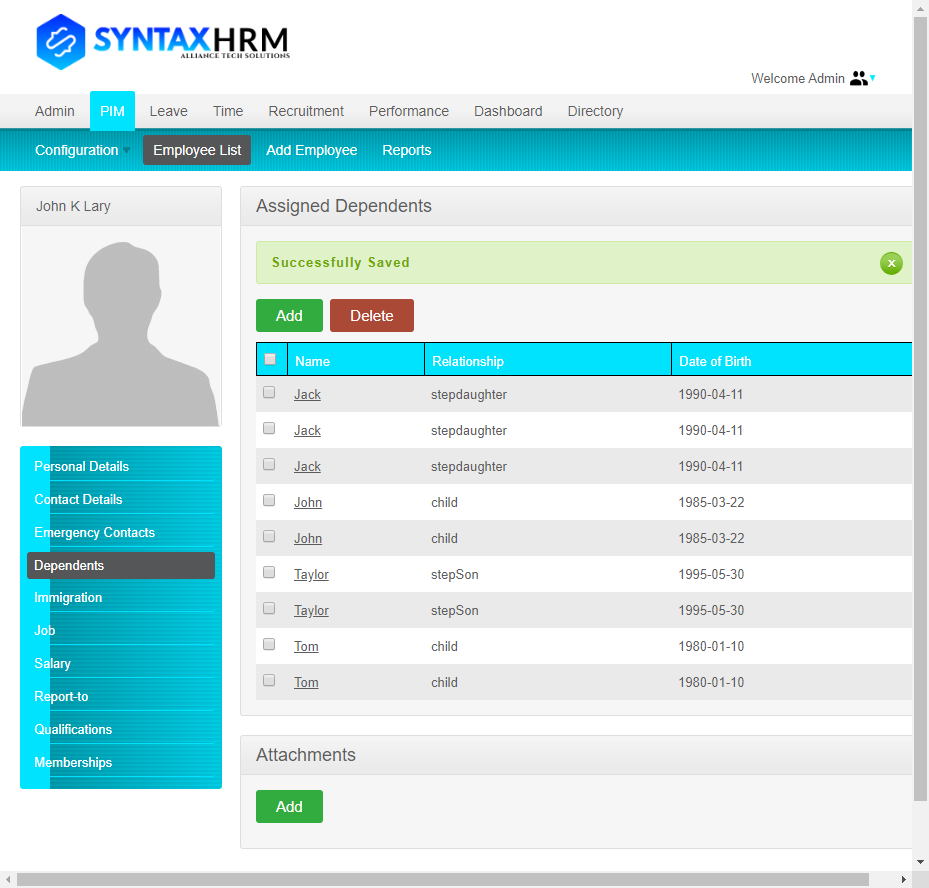 SYNTAXHRM
ALLIANCE TECH SOLUTIONS
Welcome Admin
Admin PIM Leave Time Recruitment Performance Dashboard Directory
Configuration Employee List Add Employee Reports
John K Lary
Personal Details
Contact Details
Emergency Contacts
Dependents
Immigration
Job
Salary
Report-to
Qualifications
Memberships
Assigned Dependents
Successfully Saved
Add Delete
Name Relationship Date of Birth
Jack stepdaughter 1990-04-11
Jack stepdaughter 1990-04-11
Jack stepdaughter 1990-04-11
John child 1985-03-22
John child 1985-03-22
Taylor stepSon 1995-05-30
Taylor stepSon 1995-05-30
Tom child 1980-01-10
Tom child 1980-01-10
Attachments
Add